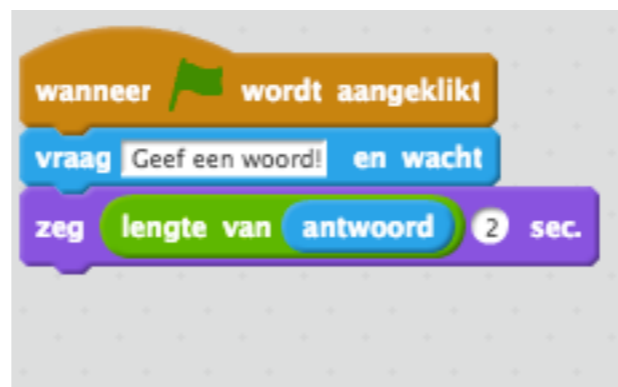 wanneer wordt aangeklikt
vraag Geef een woord! en wacht
zeg lengte van antwoord 2 sec.